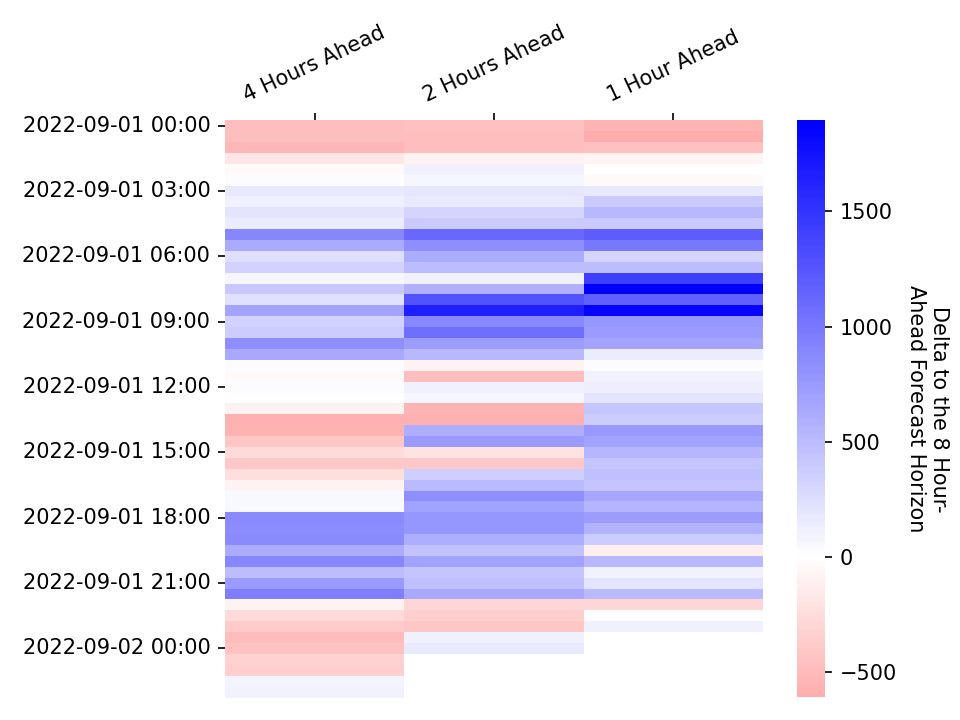 4 Hours Ahead
2 Hours Ahead
1 Hour Ahead
2022-09-01 00:00
2022-09-01 03:00
2022-09-01 06:00
2022-09-01 09:00
2022-09-01 12:00
2022-09-01 15:00
2022-09-01 18:00
2022-09-01 21:00
2022-09-02 00:00
1500
1000
500
0
−500
Delta to the 8 Hour-
Ahead Forecast Horizon